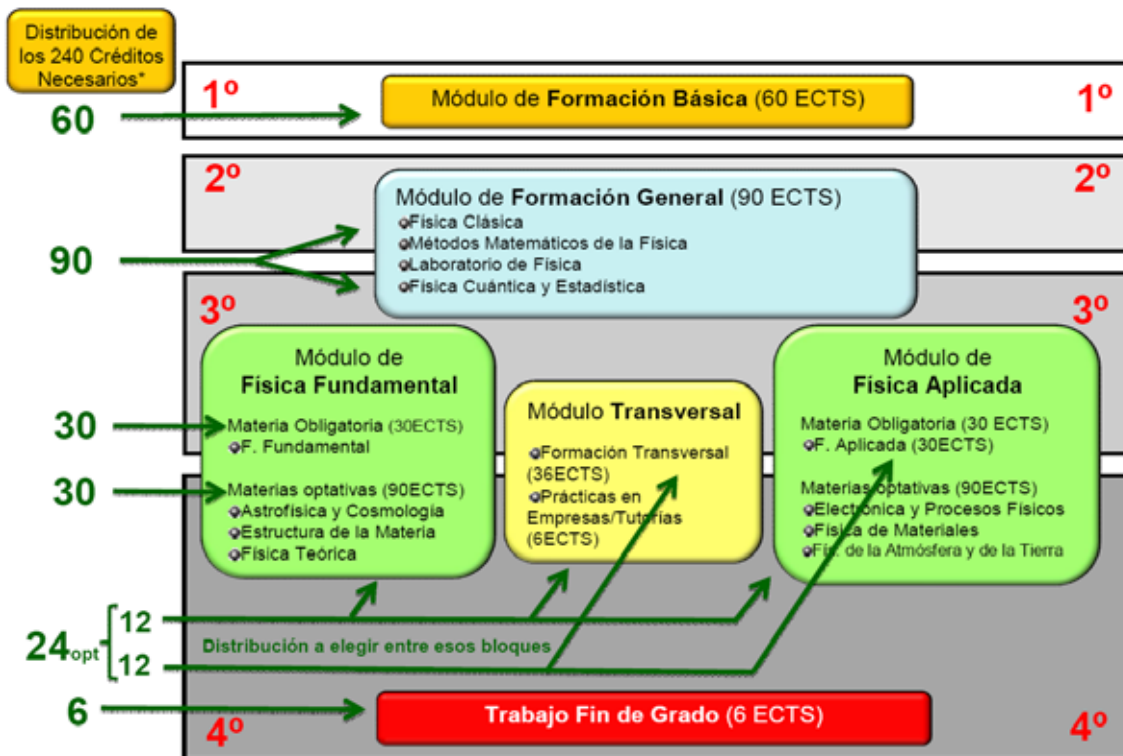 Distribución de
los 240 Créditos
Necesarios*
60
1º
Módulo de Formación Básica (60 ECTS)
1º
2º
2º
90
Módulo de Formación General (90 ECTS)
Física Clásica
Métodos Matemáticos de la Física
Laboratorio de Física
Física Cuántica y Estadística
3º
3º
Módulo de
Física Fundamental
30
Materia Obligatoria (30ECTS)
F. Fundamental
30
Materias optativas (90ECTS)
Astrofísica y Cosmología
Estructura de la Materia
Física Teórica
Módulo Transversal
Formación Transversal
(36ECTS)
Prácticas en
Empresas/Tutorías
(6ECTS)
Módulo de
Física Aplicada
Materia Obligatoria (30 ECTS)
F. Aplicada (30ECTS)
Materias optativas (90ECTS)
Electrónica y Procesos Físicos
Física de Materiales
Fís. de la Atmósfera y de la Tierra
24opt
12
12
Distribución a elegir entre esos bloques
6
Trabajo Fin de Grado (6 ECTS)
4º
4º